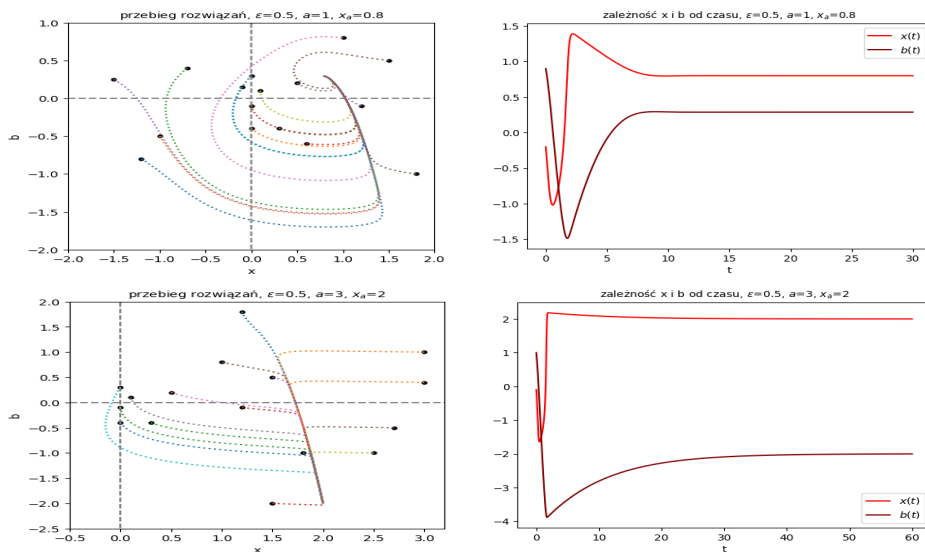 przebieg rozwiązań, ε=0.5, a=1, xₐ=0.8
b
1.0
0.5
0.0
−0.5
−1.0
−1.5
−2.0
−2.0 −1.5 −1.0 −0.5 0.0 0.5 1.0 1.5 2.0
x
zależność x i b od czasu, ε=0.5, a=1, xₐ=0.8
x(t)
b(t)
1.5
1.0
0.5
0.0
−0.5
−1.0
−1.5
0 5 10 15 20 25 30
t
przebieg rozwiązań, ε=0.5, a=3, xₐ=2
b
2.0
1.5
1.0
0.5
0.0
−0.5
−1.0
−1.5
−2.0
−2.5
−0.5 0.0 0.5 1.0 1.5 2.0 2.5 3.0
x
zależność x i b od czasu, ε=0.5, a=3, xₐ=2
2
1
0
−1
−2
−3
−4
x(t)
b(t)
0 10 20 30 40 50 60
t